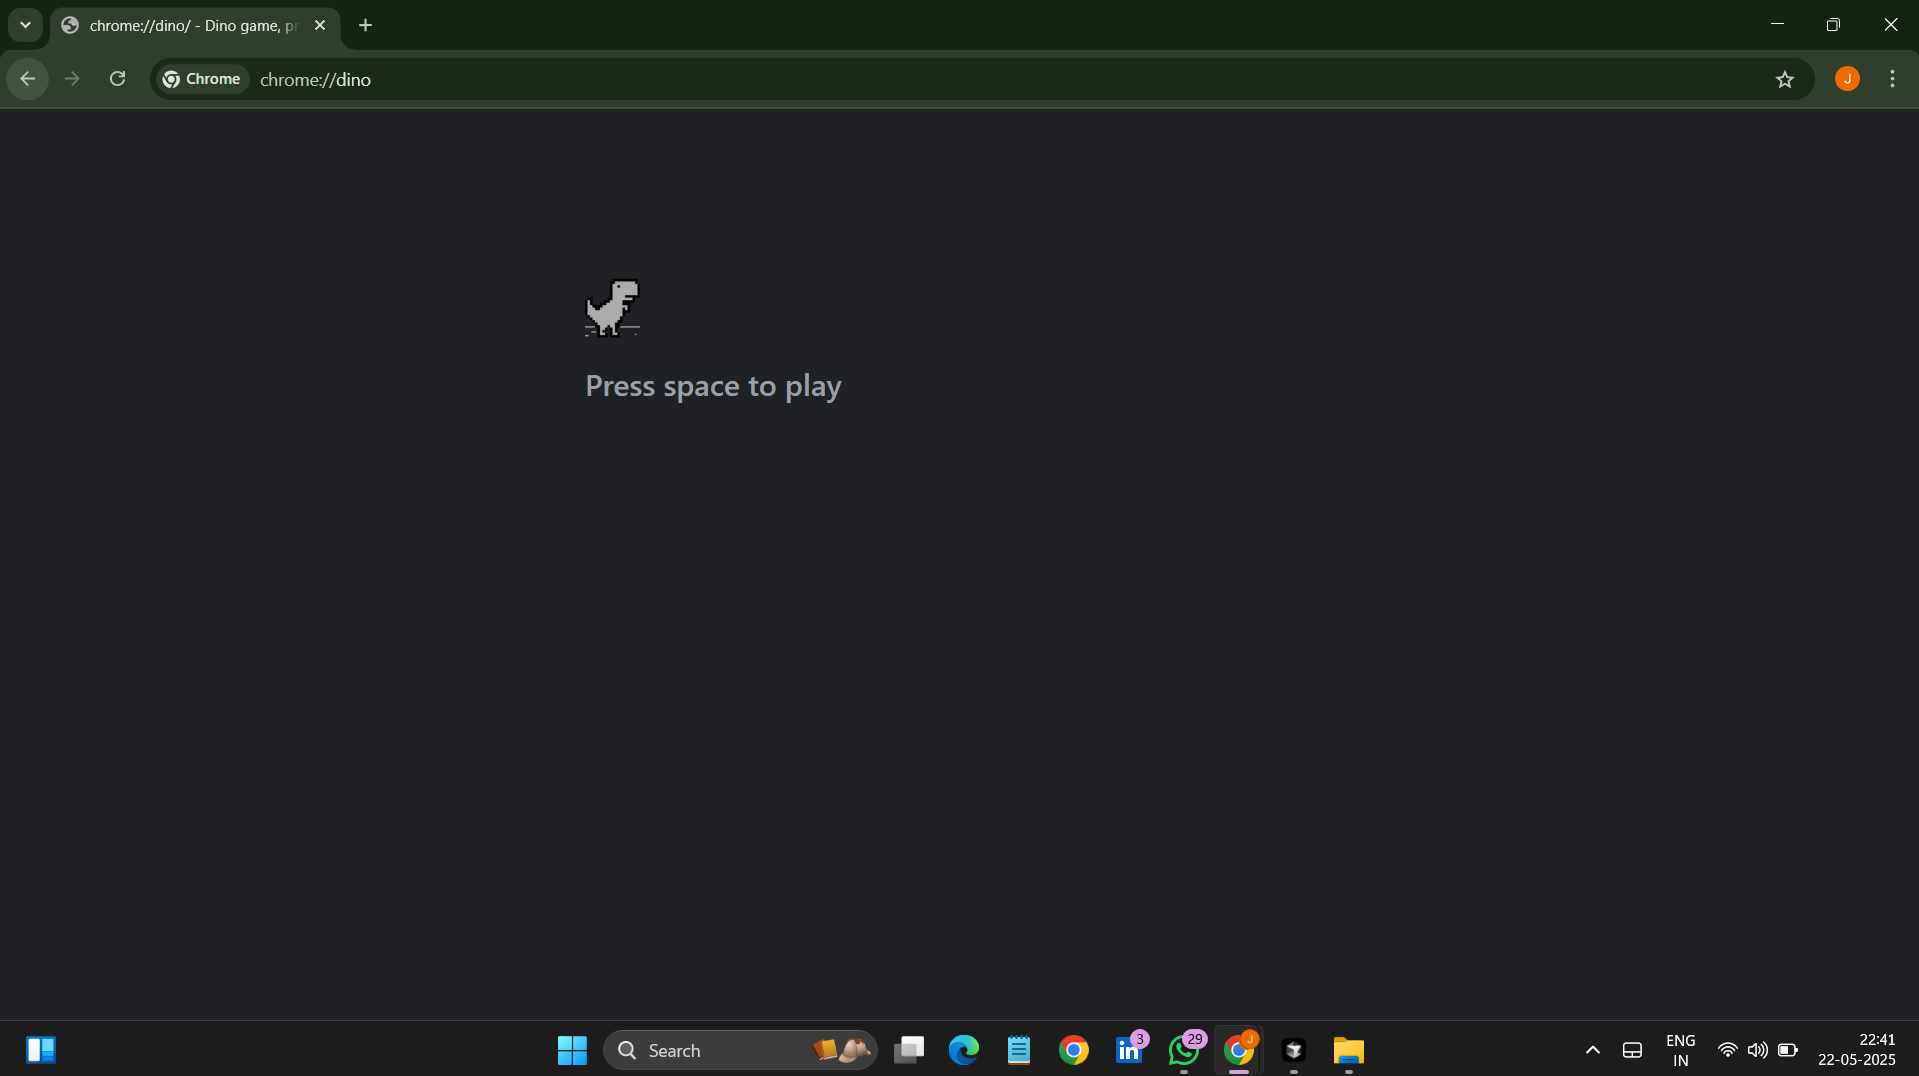 chrome://dino/ - Dino game, pr
Chrome
chrome://dino
J
Press space to play
Search
in
3
29
J
ENG
IN
22:41
22-05-2025